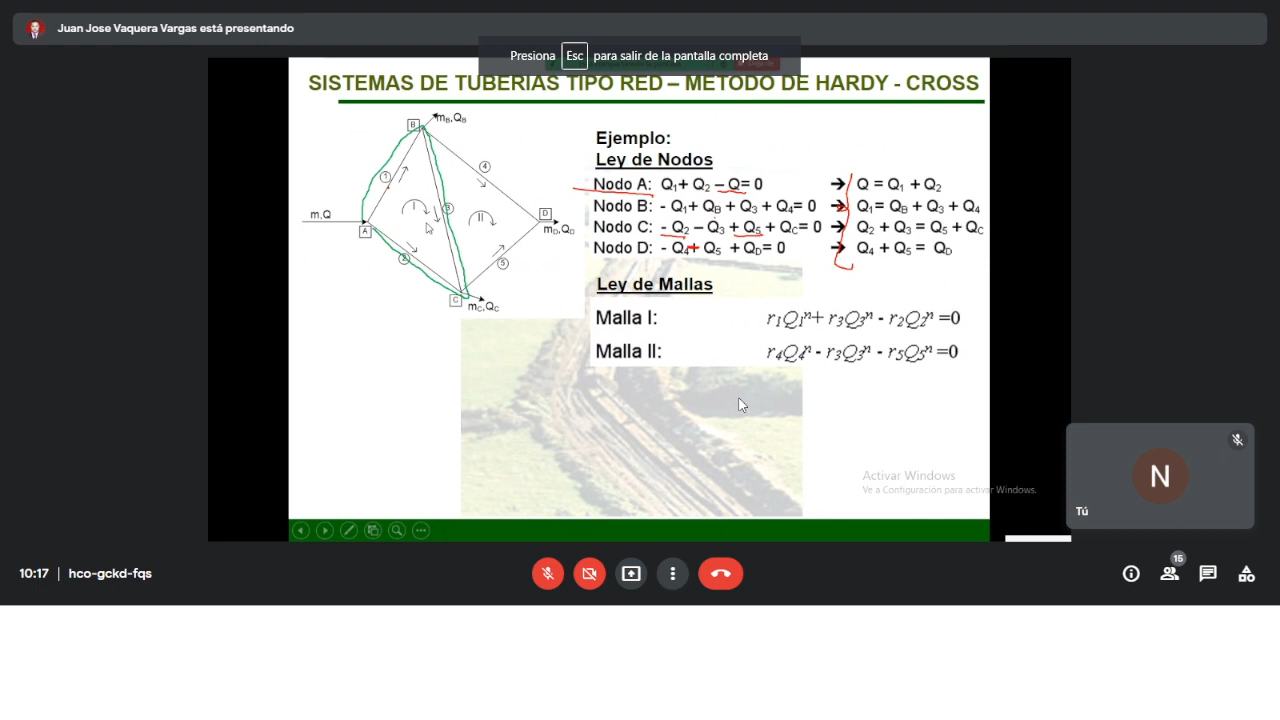 Juan Jose Vaquera Vargas está presentando
Presiona Esc para salir de la pantalla completa
SISTEMAS DE TUBERIAS TIPO RED – METODO DE HARDY - CROSS
B
mB,QB
1
4
3
I
II
m,Q
A
D
mD,QD
2
5
C
mC,QC
Ejemplo:
Ley de Nodos
Nodo A: Q1+ Q2 – Q= 0 → Q = Q1 + Q2
Nodo B: - Q1+ QB + Q3 + Q4= 0 → Q1= QB + Q3 + Q4
Nodo C: - Q2 – Q3 + Q5 + QC= 0 → Q2 + Q3 = Q5 + QC
Nodo D: - Q4- Q5 + QD= 0 → Q4 + Q5 = QD
Ley de Mallas
Malla I: r1Q1ⁿ+ r3Q3ⁿ - r2Q2ⁿ =0
Malla II: r4Q4ⁿ - r3Q3ⁿ - r5Q5ⁿ =0
Activar Windows
Ve a Configuración para activar Windows.
N
Tú
10:17 | hco-gckd-fqs
15